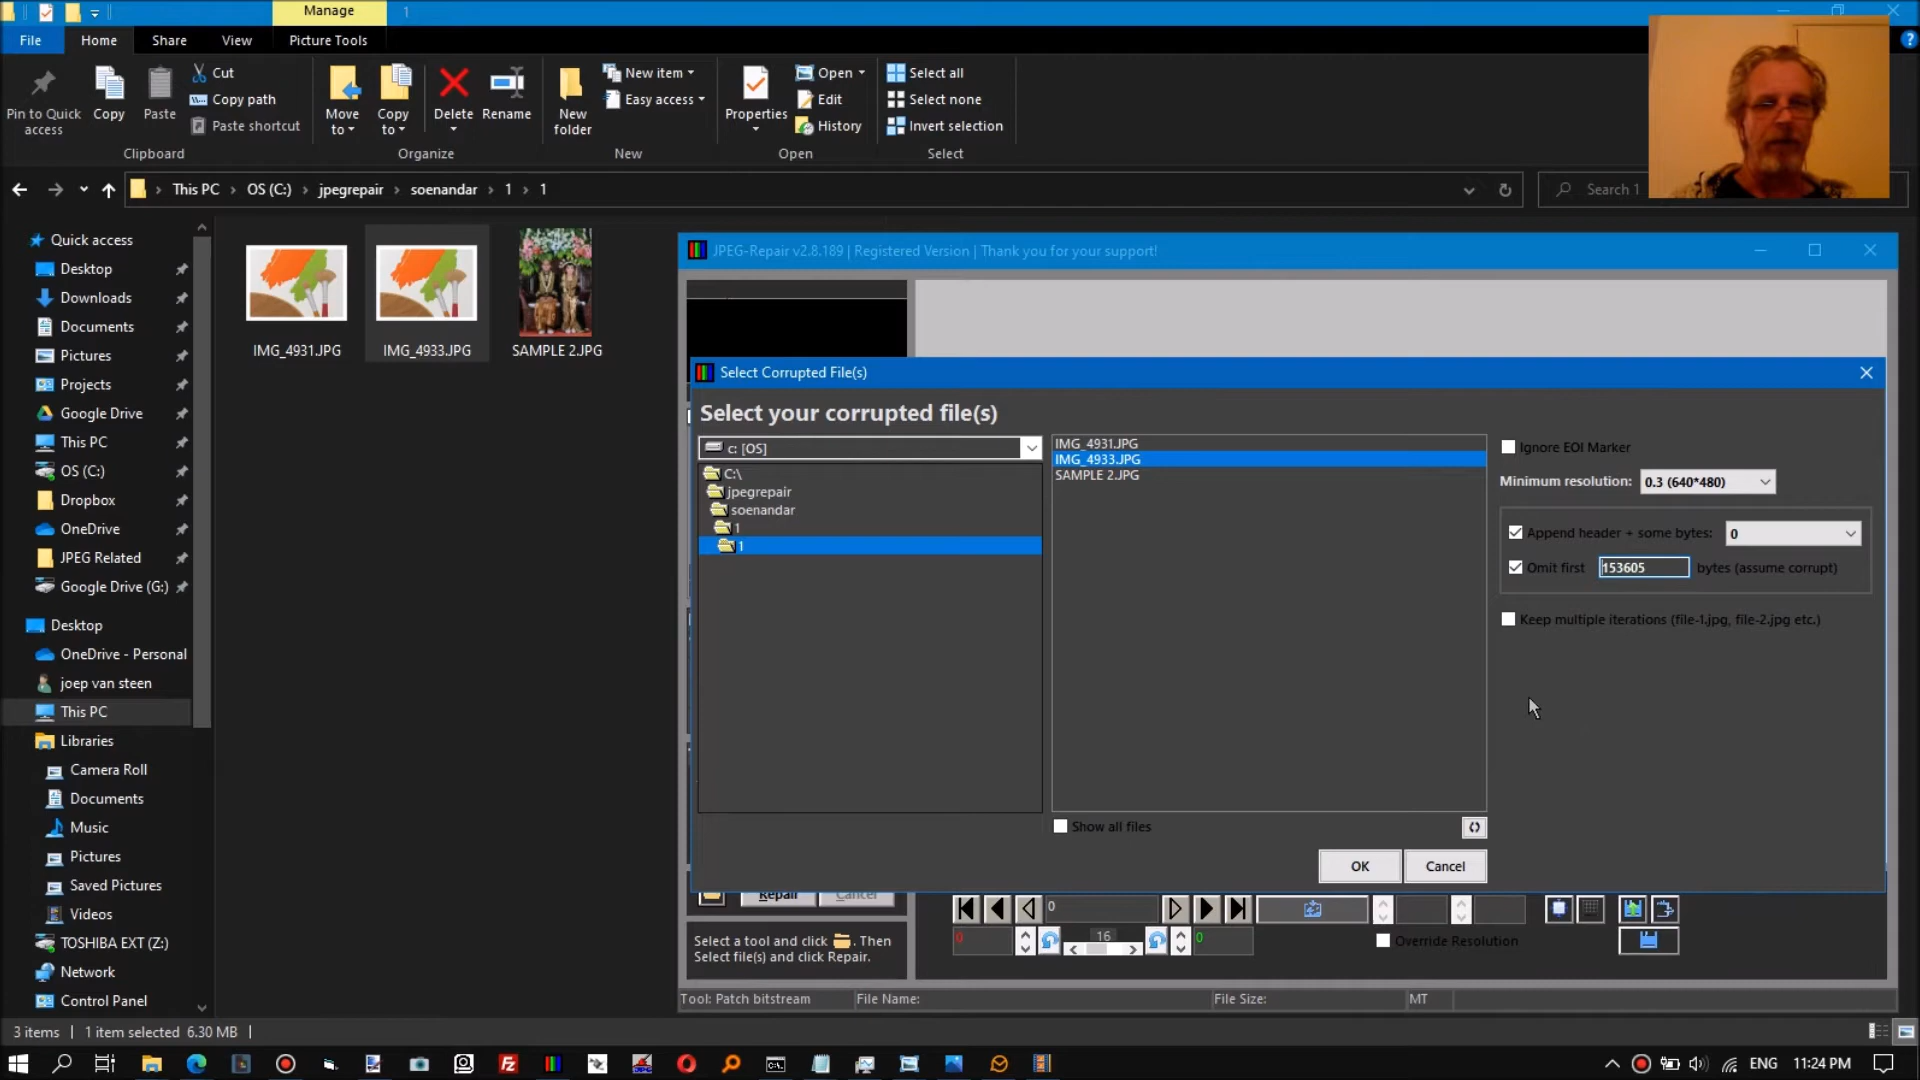 Manage
1
File
Home
Share
View
Picture Tools
Pin to Quick access
Copy
Paste
Cut
Copy path
Paste shortcut
Clipboard
Move to
Copy to
Delete
Rename
Organize
New folder
New item
Easy access
New
Properties
Open
Edit
History
Open
Select all
Select none
Invert selection
Select
This PC › OS (C:) › jpegrepair › soenandar › 1 › 1
Search 1
Quick access
Desktop
Downloads
Documents
Pictures
Projects
Google Drive
This PC
OS (C:)
Dropbox
OneDrive
JPEG Related
Google Drive (G:)
Desktop
OneDrive - Personal
joep van steen
This PC
Libraries
Camera Roll
Documents
Music
Pictures
Saved Pictures
Videos
TOSHIBA EXT (Z:)
Network
Control Panel
IMG_4931.JPG
IMG_4933.JPG
SAMPLE 2.JPG
JPEG-Repair v2.8.189 | Registered Version | Thank you for your support!
Select Corrupted File(s)
Select your corrupted file(s)
c: [OS]
C:\
jpegrepair
soenandar
1
1
IMG_4931.JPG
IMG_4933.JPG
SAMPLE 2.JPG
Show all files
OK
Cancel
Ignore EOI Marker
Minimum resolution: 0.3 (640*480)
Append header + some bytes: 0
Omit first 153605 bytes (assume corrupt)
Keep multiple iterations (file-1.jpg, file-2.jpg etc.)
Repair
Cancel
0
0
16
0
Override Resolution
Select a tool and click . Then
Select file(s) and click Repair.
Tool: Patch bitstream
File Name:
File Size:
MT
3 items
1 item selected 6.30 MB
ENG
11:24 PM